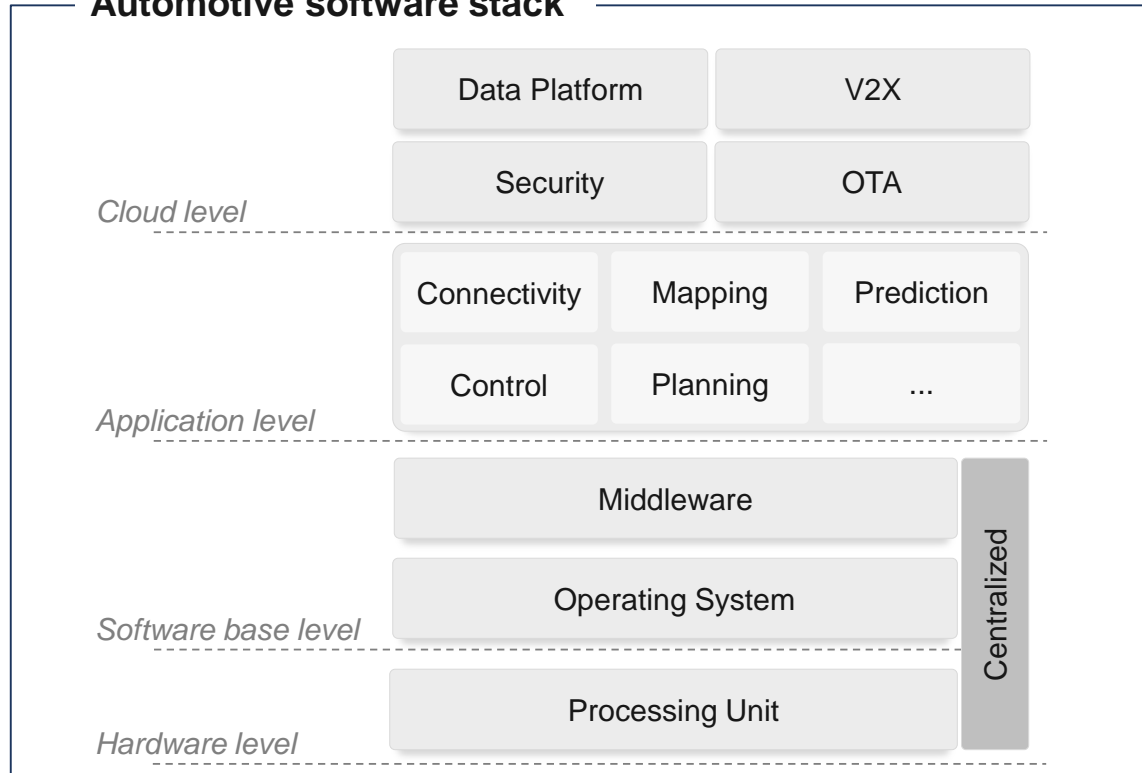 Automotive software stack
Data Platform
V2X
Security
OTA
Cloud level
Connectivity
Mapping
Prediction
Control
Planning
...
Application level
Middleware
Operating System
Centralized
Software base level
Processing Unit
Hardware level